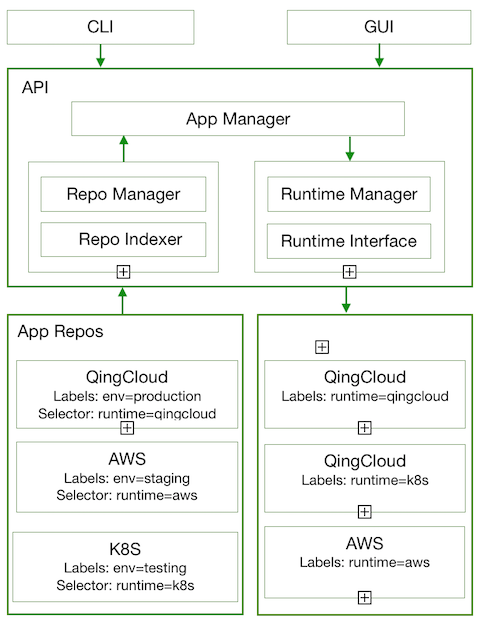 CLI
GUI
API
App Manager
Repo Manager
Repo Indexer
Runtime Manager
Runtime Interface
App Repos
QingCloud
Labels: env=production
Selector: runtime=qingcloud
AWS
Labels: env=staging
Selector: runtime=aws
K8S
Labels: env=testing
Selector: runtime=k8s
QingCloud
Labels: runtime=qingcloud
QingCloud
Labels: runtime=k8s
AWS
Labels: runtime=aws